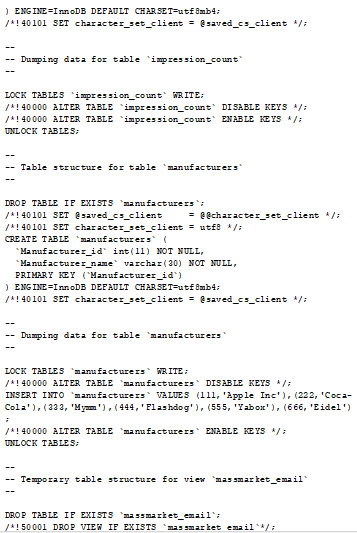 ) ENGINE=InnoDB DEFAULT CHARSET=utf8mb4;
/*!40101 SET character_set_client = @saved_cs_client */;
--
-- Dumping data for table `impression_count`
--
LOCK TABLES `impression_count` WRITE;
/*!40000 ALTER TABLE `impression_count` DISABLE KEYS */;
/*!40000 ALTER TABLE `impression_count` ENABLE KEYS */;
UNLOCK TABLES;
--
-- Table structure for table `manufacturers`
--
DROP TABLE IF EXISTS `manufacturers`;
/*!40101 SET @saved_cs_client     = @@character_set_client */;
/*!40101 SET character_set_client = utf8 */;
CREATE TABLE `manufacturers` (
  `Manufacturer_id` int(11) NOT NULL,
  `Manufacturer_name` varchar(30) NOT NULL,
  PRIMARY KEY (`Manufacturer_id`)
) ENGINE=InnoDB DEFAULT CHARSET=utf8mb4;
/*!40101 SET character_set_client = @saved_cs_client */;
--
-- Dumping data for table `manufacturers`
--
LOCK TABLES `manufacturers` WRITE;
/*!40000 ALTER TABLE `manufacturers` DISABLE KEYS */;
INSERT INTO `manufacturers` VALUES (111,'Apple Inc'),(222,'Coca-
Cola'),(333,'Mymm'),(444,'Flashdog'),(555,'Yabox'),(666,'Eidel')
;
/*!40000 ALTER TABLE `manufacturers` ENABLE KEYS */;
UNLOCK TABLES;
--
-- Temporary table structure for view `massmarket_email`
--
DROP TABLE IF EXISTS `massmarket_email`;
/*!50001 DROP VIEW IF EXISTS `massmarket_email`*/;